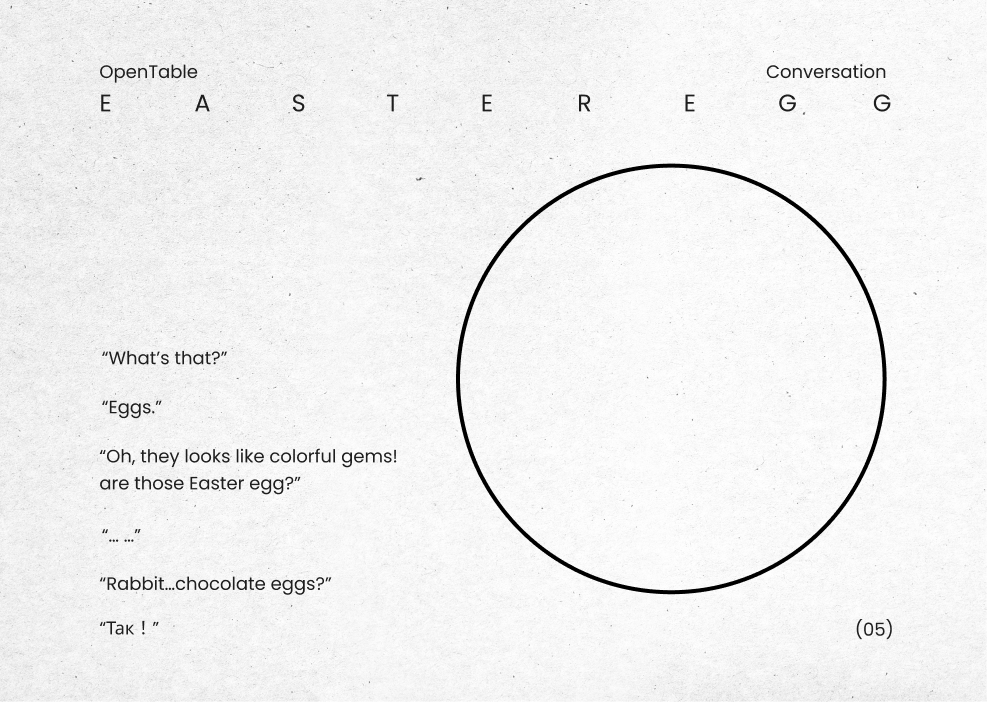 OpenTable
Conversation
E A S T E R E G G
“What’s that?”
“Eggs.”
“Oh, they looks like colorful gems!
are those Easter egg?”
“... ...”
“Rabbit...chocolate eggs?”
“Так ! ”
(05)